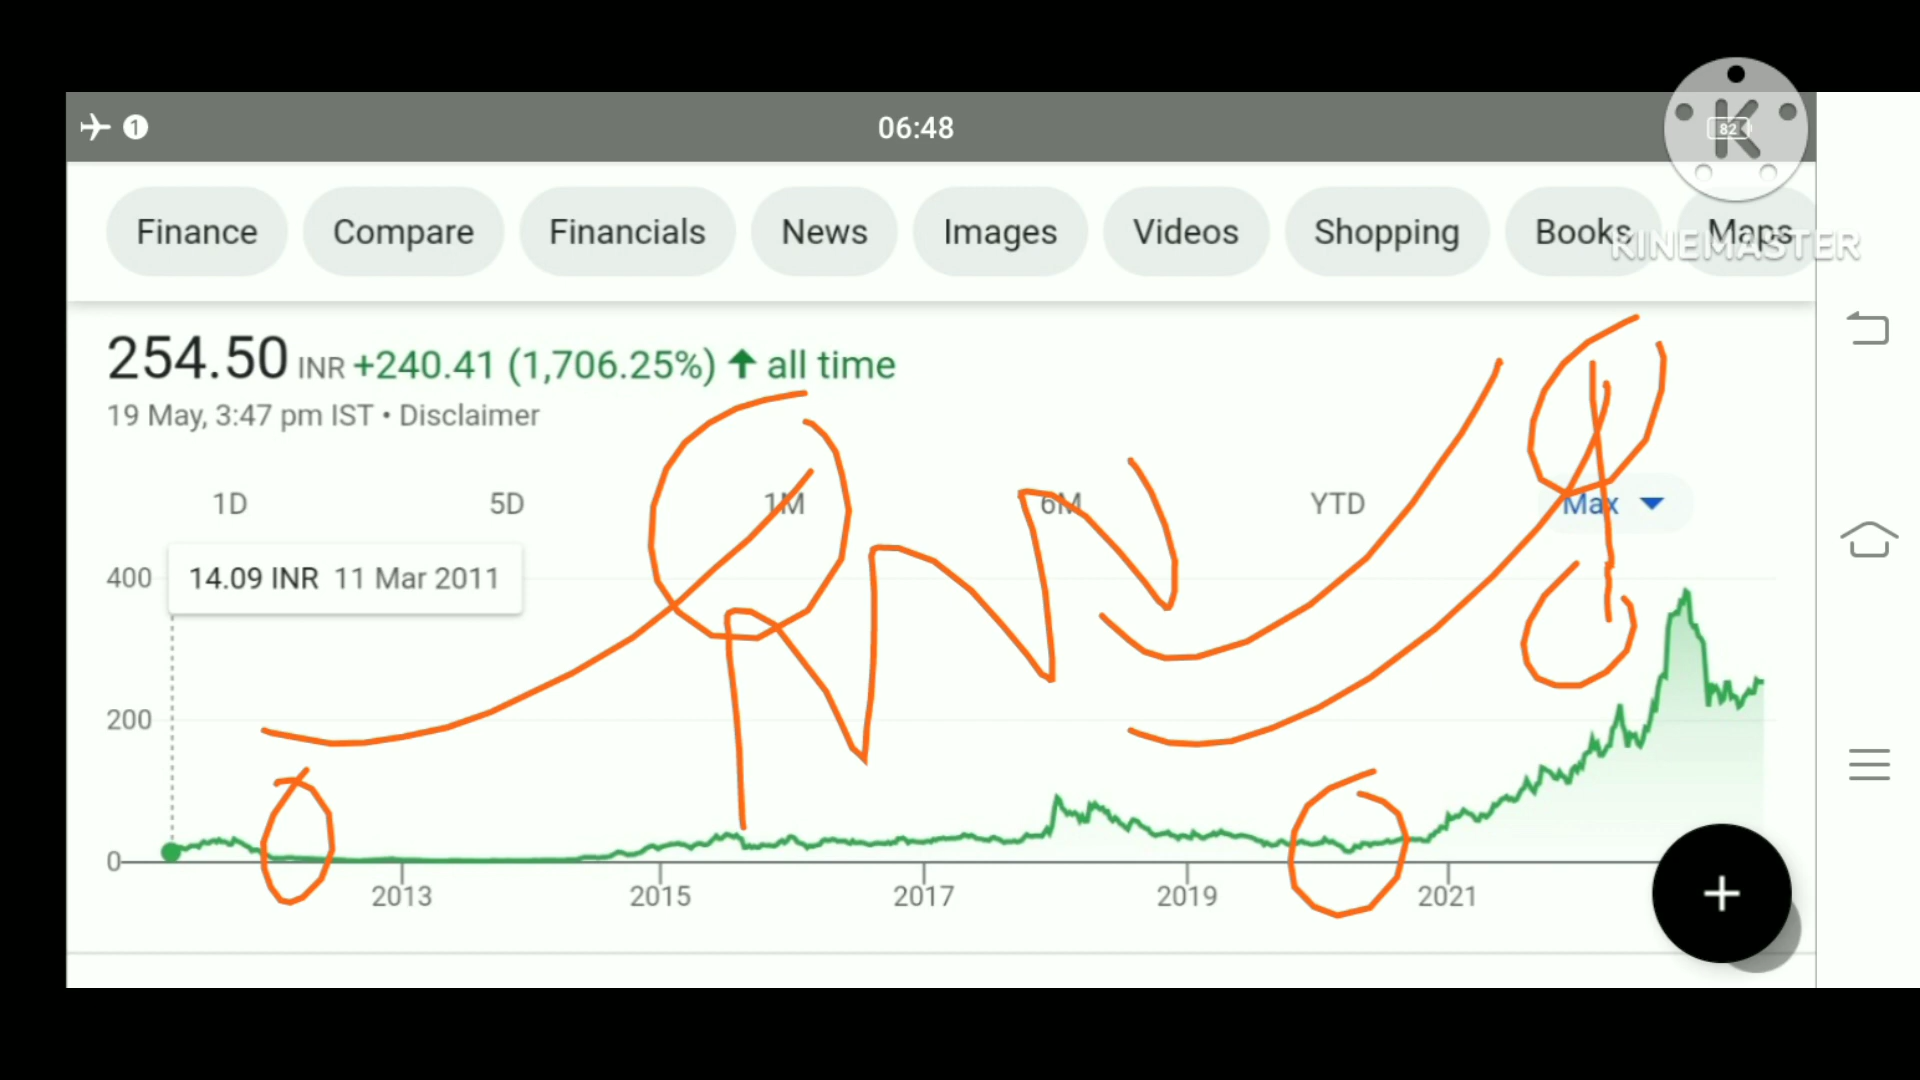 06:48
82
K
1
Finance Compare Financials News Images Videos Shopping Books Maps
KINEMASTER
254.50 INR +240.41 (1,706.25%) ↑ all time
19 May, 3:47 pm IST • Disclaimer
1D 5D 1M 6M YTD Max
14.09 INR 11 Mar 2011
400
200
0
2013 2015 2017 2019 2021
+